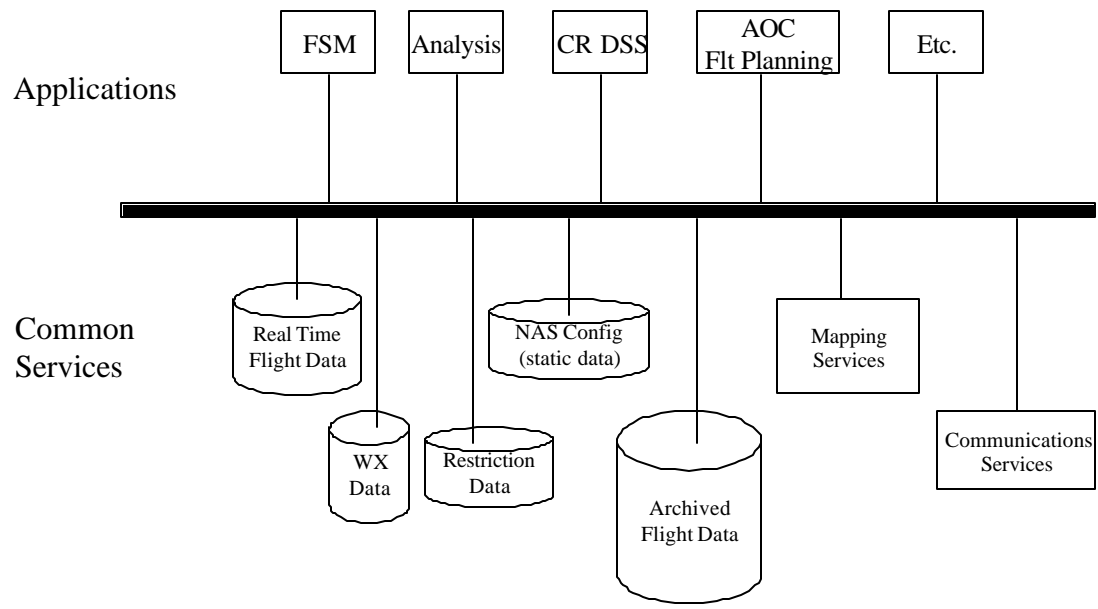 FSM
Analysis
CR DSS
AOC
Flt Planning
Etc.
Applications
Common
Services
Real Time
Flight Data
NAS Config
(static data)
Mapping
Services
WX
Data
Restriction
Data
Archived
Flight Data
Communications
Services